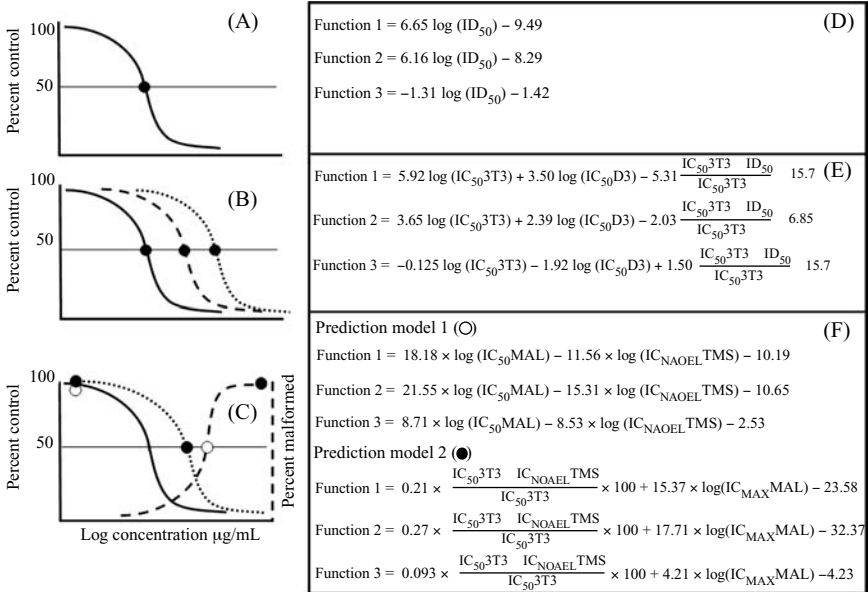 (A)
Percent control
100
50
(B)
Percent control
100
50
(C)
Percent control
100
50
Percent malformed
Log concentration µg/mL
(D)
Function 1 = 6.65 log (ID50) – 9.49
Function 2 = 6.16 log (ID50) – 8.29
Function 3 = –1.31 log (ID50) – 1.42
(E)
Function 1 = 5.92 log (IC503T3) + 3.50 log (IC50D3) – 5.31 IC503T3 ID50 / IC503T3 15.7
Function 2 = 3.65 log (IC503T3) + 2.39 log (IC50D3) – 2.03 IC503T3 ID50 / IC503T3 6.85
Function 3 = –0.125 log (IC503T3) – 1.92 log (IC50D3) + 1.50 IC503T3 ID50 / IC503T3 15.7
(F)
Prediction model 1 (○)
Function 1 = 18.18 × log (IC50MAL) – 11.56 × log (ICNAOELTMS) – 10.19
Function 2 = 21.55 × log (IC50MAL) – 15.31 × log (ICNAOELTMS) – 10.65
Function 3 = 8.71 × log (IC50MAL) – 8.53 × log (ICNAOELTMS) – 2.53
Prediction model 2 (●)
Function 1 = 0.21 × IC503T3 ICNOAELTMS / IC503T3 × 100 + 15.37 × log(ICMAXMAL) – 23.58
Function 2 = 0.27 × IC503T3 ICNOAELTMS / IC503T3 × 100 + 17.71 × log(ICMAXMAL) – 32.37
Function 3 = 0.093 × IC503T3 ICNOAELTMS / IC503T3 × 100 + 4.21 × log(ICMAXMAL) –4.23